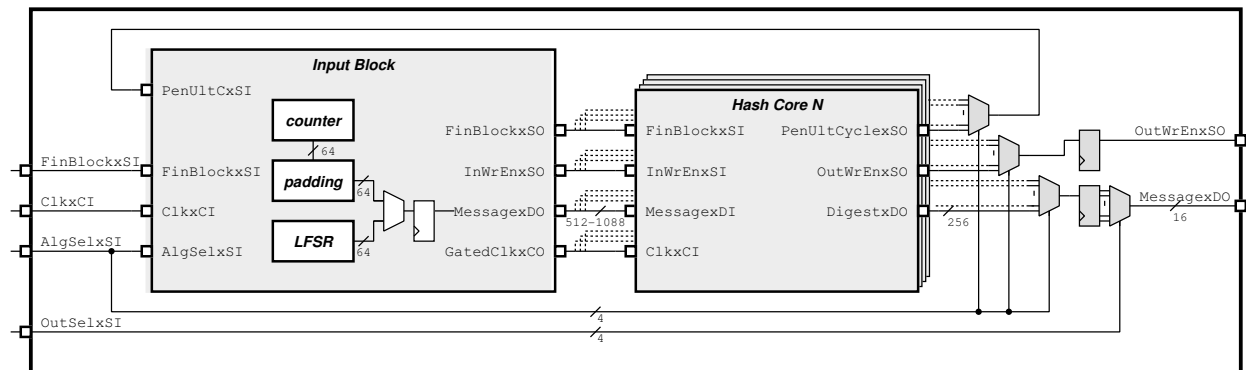 Input Block
PenUltCxSI
counter
64
FinBlockxSI
FinBlockxSI
padding
64
ClkxCI
ClkxCI
LFSR
64
AlgSelxSI
AlgSelxSI
FinBlockxSO
InWrEnxSO
MessagexDO
GatedClkxCO
512-1088
Hash Core N
FinBlockxSI
PenUltCyclexSO
InWrEnxSI
OutWrEnxSO
MessagexDI
DigestxDO
ClkxCI
256
OutWrEnxSO
MessagexDO
16
4
OutSelxSI
4